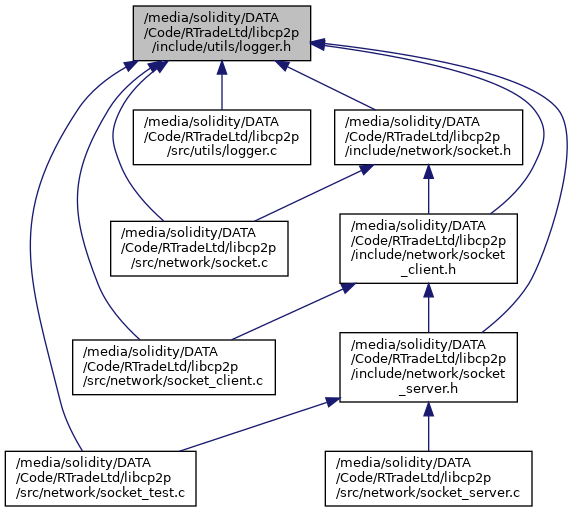 /media/solidity/DATA
/Code/RTradeLtd/libcp2p
/include/utils/logger.h
/media/solidity/DATA
/Code/RTradeLtd/libcp2p
/src/utils/logger.c
/media/solidity/DATA
/Code/RTradeLtd/libcp2p
/include/network/socket.h
/media/solidity/DATA
/Code/RTradeLtd/libcp2p
/src/network/socket.c
/media/solidity/DATA
/Code/RTradeLtd/libcp2p
/include/network/socket
_client.h
/media/solidity/DATA
/Code/RTradeLtd/libcp2p
/src/network/socket_client.c
/media/solidity/DATA
/Code/RTradeLtd/libcp2p
/include/network/socket
_server.h
/media/solidity/DATA
/Code/RTradeLtd/libcp2p
/src/network/socket_test.c
/media/solidity/DATA
/Code/RTradeLtd/libcp2p
/src/network/socket_server.c